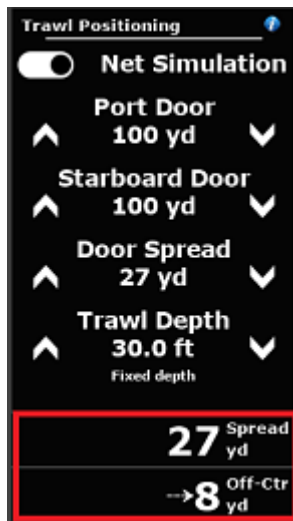 Trawl Positioning
Net Simulation
Port Door
100 yd
Starboard Door
100 yd
Door Spread
27 yd
Trawl Depth
30.0 ft
Fixed depth
27 Spread yd
⇢8 Off-Ctr yd